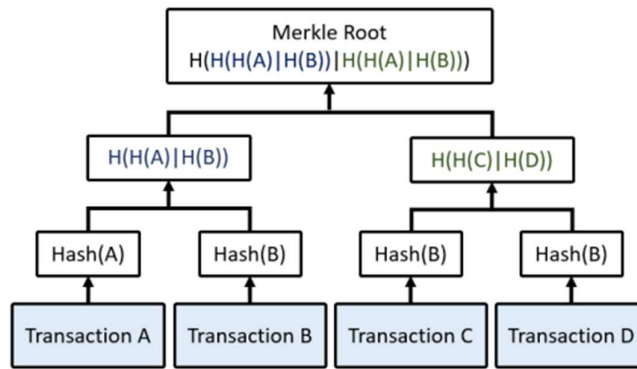 Merkle Root
H(H(H(A)|H(B))|H(H(A)|H(B)))
H(H(A)|H(B))
H(H(C)|H(D))
Hash(A)
Hash(B)
Hash(B)
Hash(B)
Transaction A
Transaction B
Transaction C
Transaction D